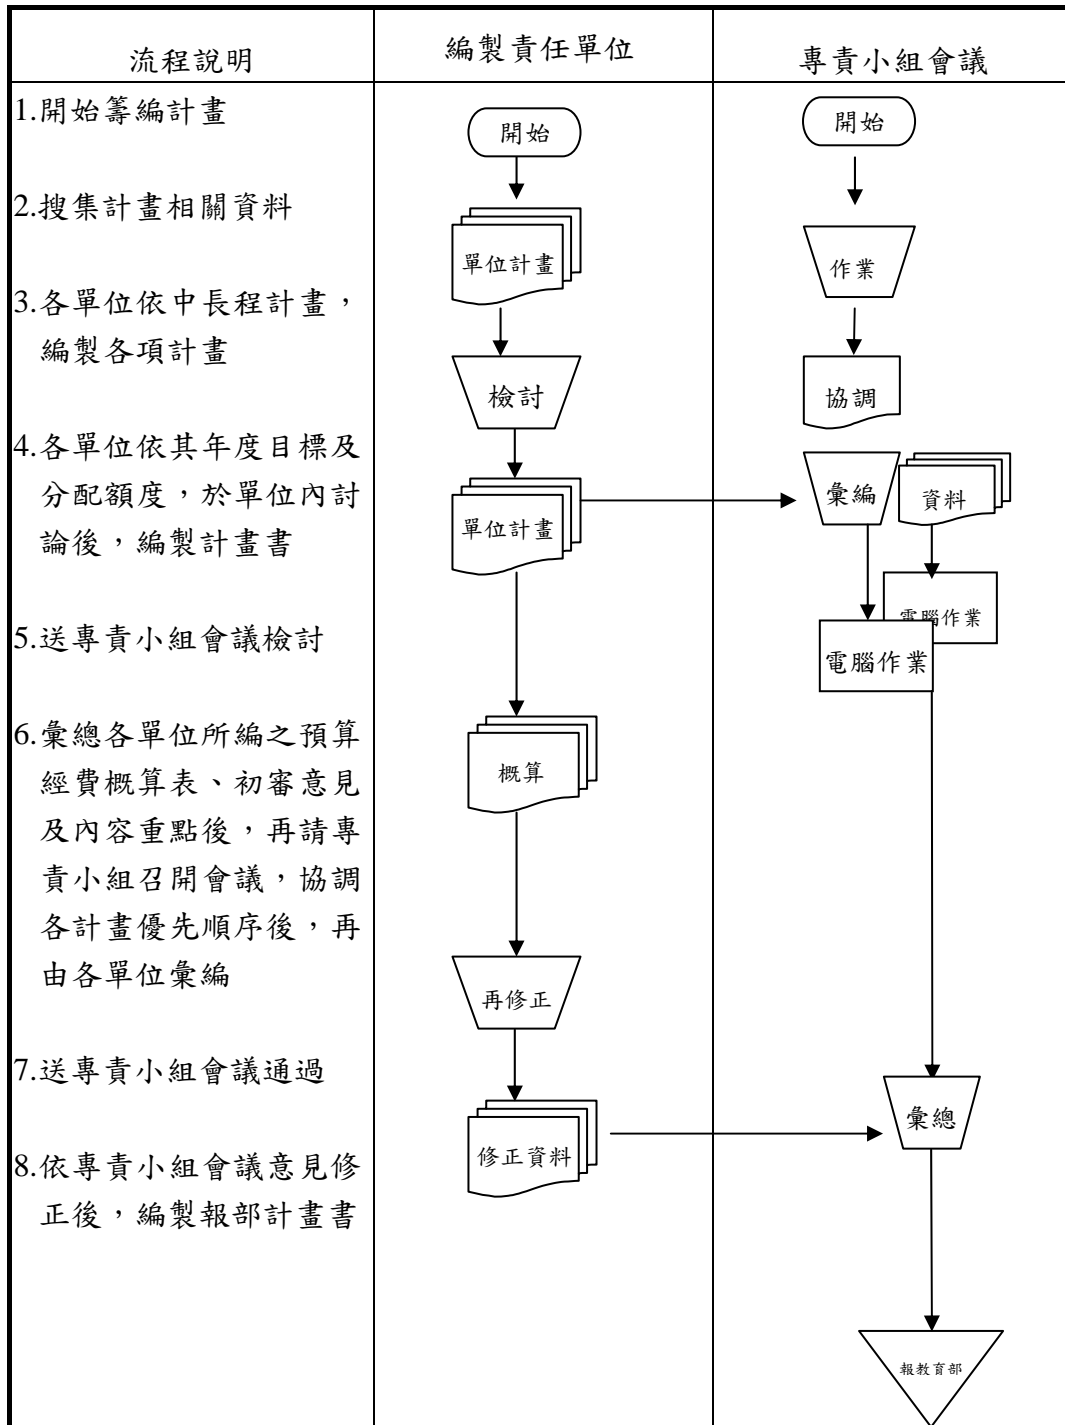 流程說明
1.開始籌編計畫
2.搜集計畫相關資料
3.各單位依中長程計畫，
編製各項計畫
4.各單位依其年度目標及
分配額度，於單位內討
論後，編製計畫書
5.送專責小組會議檢討
6.彙總各單位所編之預算
經費概算表、初審意見
及內容重點後，再請專
責小組召開會議，協調
各計畫優先順序後，再
由各單位彙編
7.送專責小組會議通過
8.依專責小組會議意見修
正後，編製報部計畫書
編製責任單位
開始
單位計畫
檢討
單位計畫
概算
再修正
修正資料
專責小組會議
開始
作業
協調
彙編
資料
電腦作業
電腦作業
彙總
報教育部